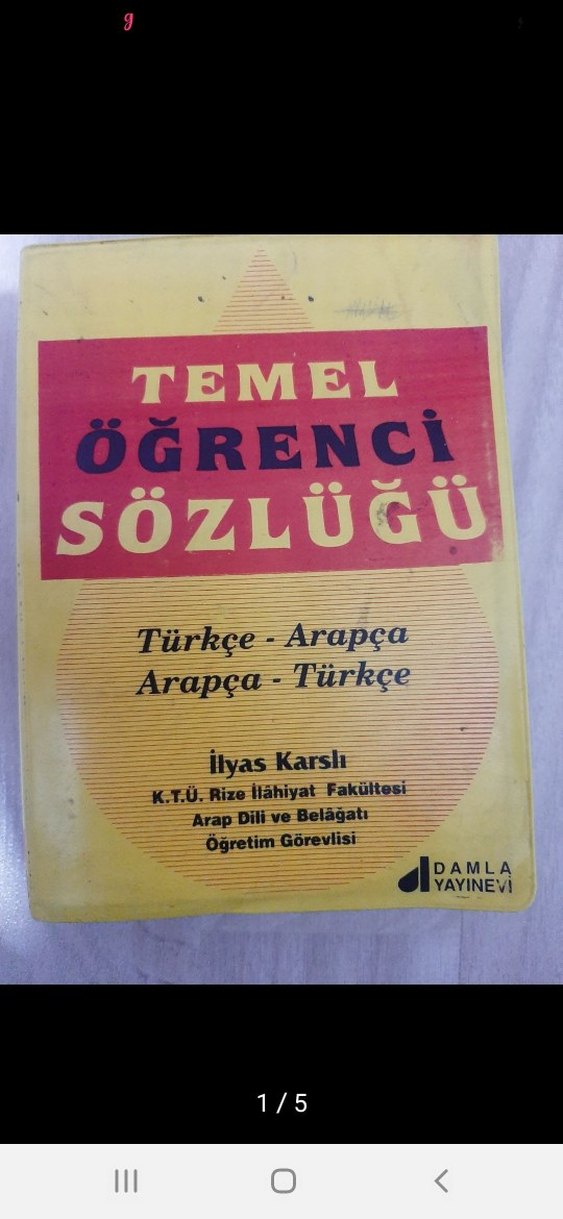 g
TEMEL
ÖĞRENCİ
SÖZLÜĞÜ
Türkçe - Arapça
Arapça - Türkçe
İlyas Karslı
K.T.Ü. Rize İlâhiyat Fakültesi
Arap Dili ve Belâğatı
Öğretim Görevlisi
DAMLA
YAYINEVİ
1 / 5